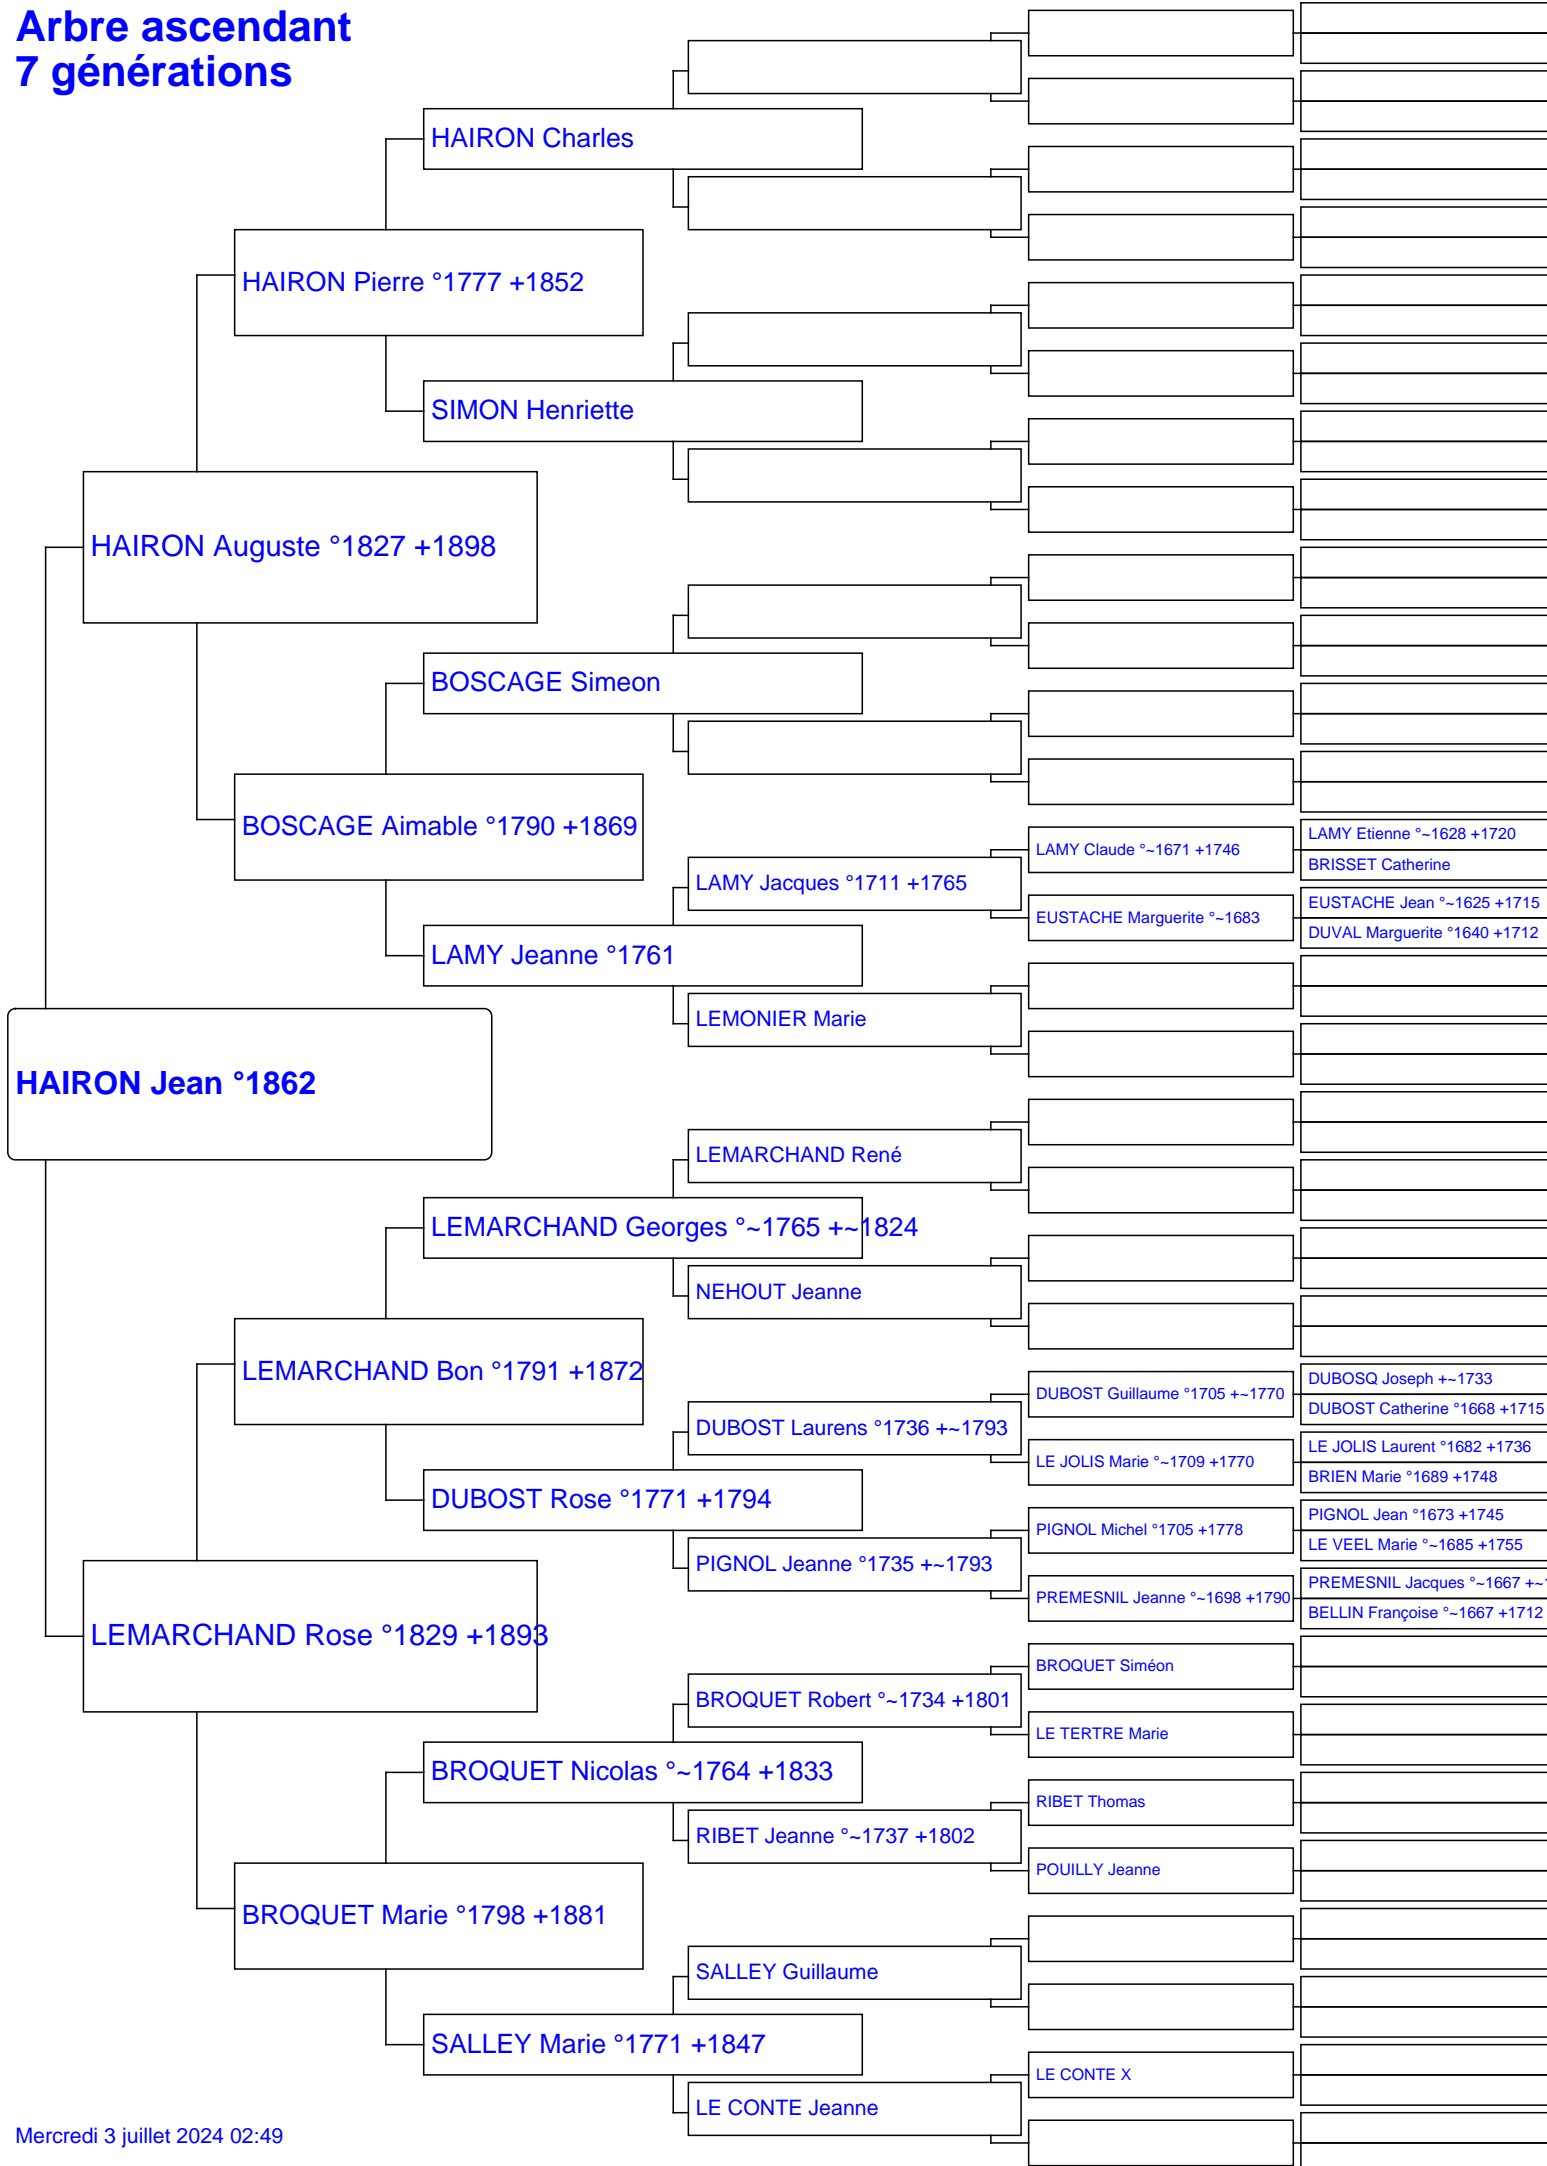 Arbre ascendant
7 générations
HAIRON Charles
HAIRON Pierre °1777 +1852
SIMON Henriette
HAIRON Auguste °1827 +1898
BOSCAGE Simeon
BOSCAGE Aimable °1790 +1869
LAMY Etienne °~1628 +1720
LAMY Claude °~1671 +1746
BRISSET Catherine
LAMY Jacques °1711 +1765
EUSTACHE Jean °~1625 +1715
EUSTACHE Marguerite °~1683
DUVAL Marguerite °1640 +1712
LAMY Jeanne °1761
LEMONIER Marie
HAIRON Jean °1862
LEMARCHAND René
LEMARCHAND Georges °~1765 +~1824
NEHOUT Jeanne
LEMARCHAND Bon °1791 +1872
DUBOSQ Joseph +~1733
DUBOST Guillaume °1705 +~1770
DUBOST Catherine °1668 +1715
DUBOST Laurens °1736 +~1793
LE JOLIS Laurent °1682 +1736
LE JOLIS Marie °~1709 +1770
BRIEN Marie °1689 +1748
DUBOST Rose °1771 +1794
PIGNOL Jean °1673 +1745
PIGNOL Michel °1705 +1778
LE VEEL Marie °~1685 +1755
PIGNOL Jeanne °1735 +~1793
PREMESNIL Jacques °~1667 +~
PREMESNIL Jeanne °~1698 +1790
BELLIN Françoise °~1667 +1712
LEMARCHAND Rose °1829 +1893
BROQUET Siméon
BROQUET Robert °~1734 +1801
LE TERTRE Marie
BROQUET Nicolas °~1764 +1833
RIBET Thomas
RIBET Jeanne °~1737 +1802
POUILLY Jeanne
BROQUET Marie °1798 +1881
SALLEY Guillaume
SALLEY Marie °1771 +1847
LE CONTE X
LE CONTE Jeanne
Mercredi 3 juillet 2024 02:49